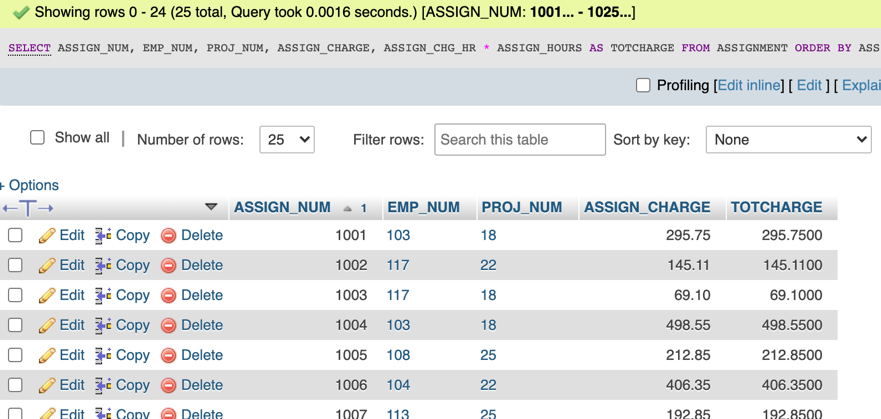 Showing rows 0 - 24 (25 total, Query took 0.0016 seconds.) [ASSIGN_NUM: 1001... - 1025...]
SELECT ASSIGN_NUM, EMP_NUM, PROJ_NUM, ASSIGN_CHARGE, ASSIGN_CHG_HR * ASSIGN_HOURS AS TOTCHARGE FROM ASSIGNMENT ORDER BY ASS
Profiling [Edit inline] [ Edit ] [ Explai
Show all | Number of rows: 25 Filter rows: Search this table Sort by key: None
+ Options
←T→ ASSIGN_NUM 1 EMP_NUM PROJ_NUM ASSIGN_CHARGE TOTCHARGE
Edit Copy Delete 1001 103 18 295.75 295.7500
Edit Copy Delete 1002 117 22 145.11 145.1100
Edit Copy Delete 1003 117 18 69.10 69.1000
Edit Copy Delete 1004 103 18 498.55 498.5500
Edit Copy Delete 1005 108 25 212.85 212.8500
Edit Copy Delete 1006 104 22 406.35 406.3500
Edit Copy Delete 1007 113 25 192.85 192.8500